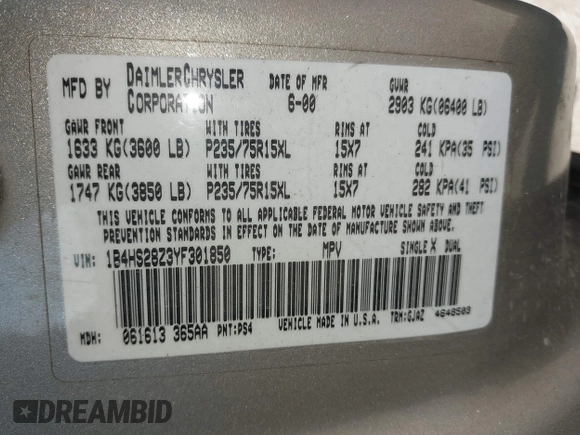 MFD BY DAIMLERCHRYSLER CORPORATION DATE OF MFR 6-00 GVWR 2903 KG(06400 LB)
GAWR FRONT WITH TIRES RIMS AT COLD
1633 KG(3600 LB) P235/75R15XL 15X7 241 KPA(35 PSI)
GAWR REAR WITH TIRES RIMS AT COLD
1747 KG(3850 LB) P235/75R15XL 15X7 282 KPA(41 PSI)
THIS VEHICLE CONFORMS TO ALL APPLICABLE FEDERAL MOTOR VEHICLE SAFETY AND THEFT
PREVENTION STANDARDS IN EFFECT ON THE DATE OF MANUFACTURE SHOWN ABOVE.
VIN: 1B4HS28Z3YF301850 TYPE: MPV SINGLE X DUAL
MDH: 061613 365AA PNT:PS4 VEHICLE MADE IN U.S.A. TRM:GJAZ 4648503
DREAMBID